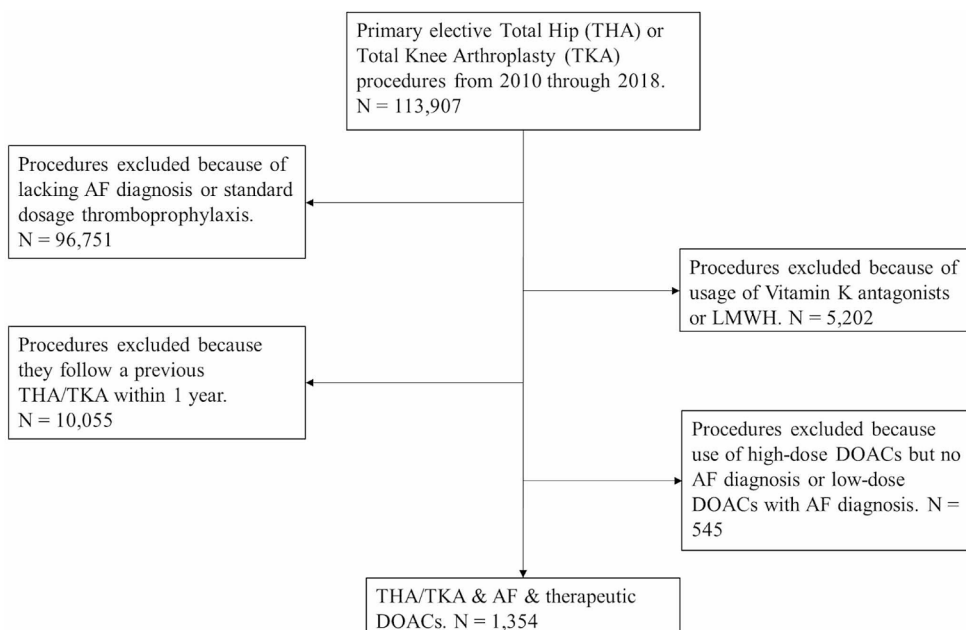 Primary elective Total Hip (THA) or
Total Knee Arthroplasty (TKA)
procedures from 2010 through 2018.
N = 113,907
Procedures excluded because of
lacking AF diagnosis or standard
dosage thromboprophylaxis.
N = 96,751
Procedures excluded because of
usage of Vitamin K antagonists
or LMWH. N = 5,202
Procedures excluded because
they follow a previous
THA/TKA within 1 year.
N = 10,055
Procedures excluded because
use of high-dose DOACs but no
AF diagnosis or low-dose
DOACs with AF diagnosis. N =
545
THA/TKA & AF & therapeutic
DOACs. N = 1,354